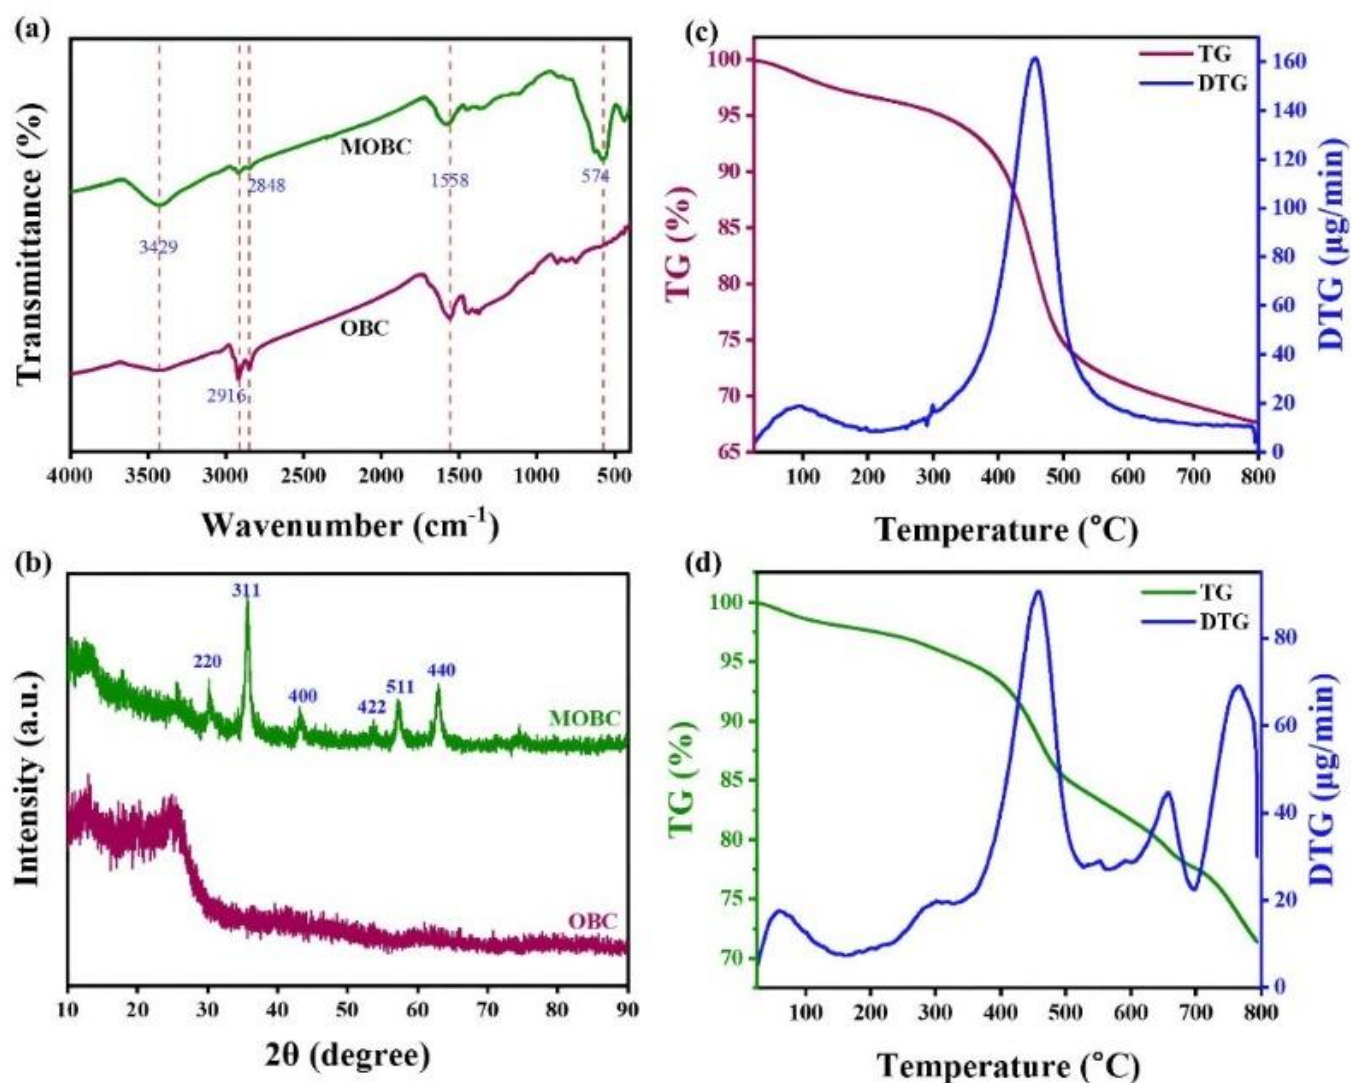 (a)
Transmittance (%)
MOBC
2848
1558
574
3429
OBC
2916
4000 3500 3000 2500 2000 1500 1000 500
Wavenumber (cm-1)
(c)
TG
DTG
TG (%)
100
95
90
85
80
75
70
65
DTG (µg/min)
160
140
120
100
80
60
40
20
0
100 200 300 400 500 600 700 800
Temperature (°C)
(b)
Intensity (a.u.)
311
220
400
422
511
440
MOBC
OBC
10 20 30 40 50 60 70 80 90
2θ (degree)
(d)
TG
DTG
TG (%)
100
95
90
85
80
75
70
DTG (µg/min)
80
60
40
20
0
100 200 300 400 500 600 700 800
Temperature (°C)